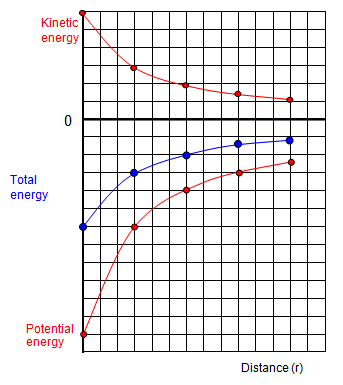 Kinetic
energy
0
Total
energy
Potential
energy
Distance (r)